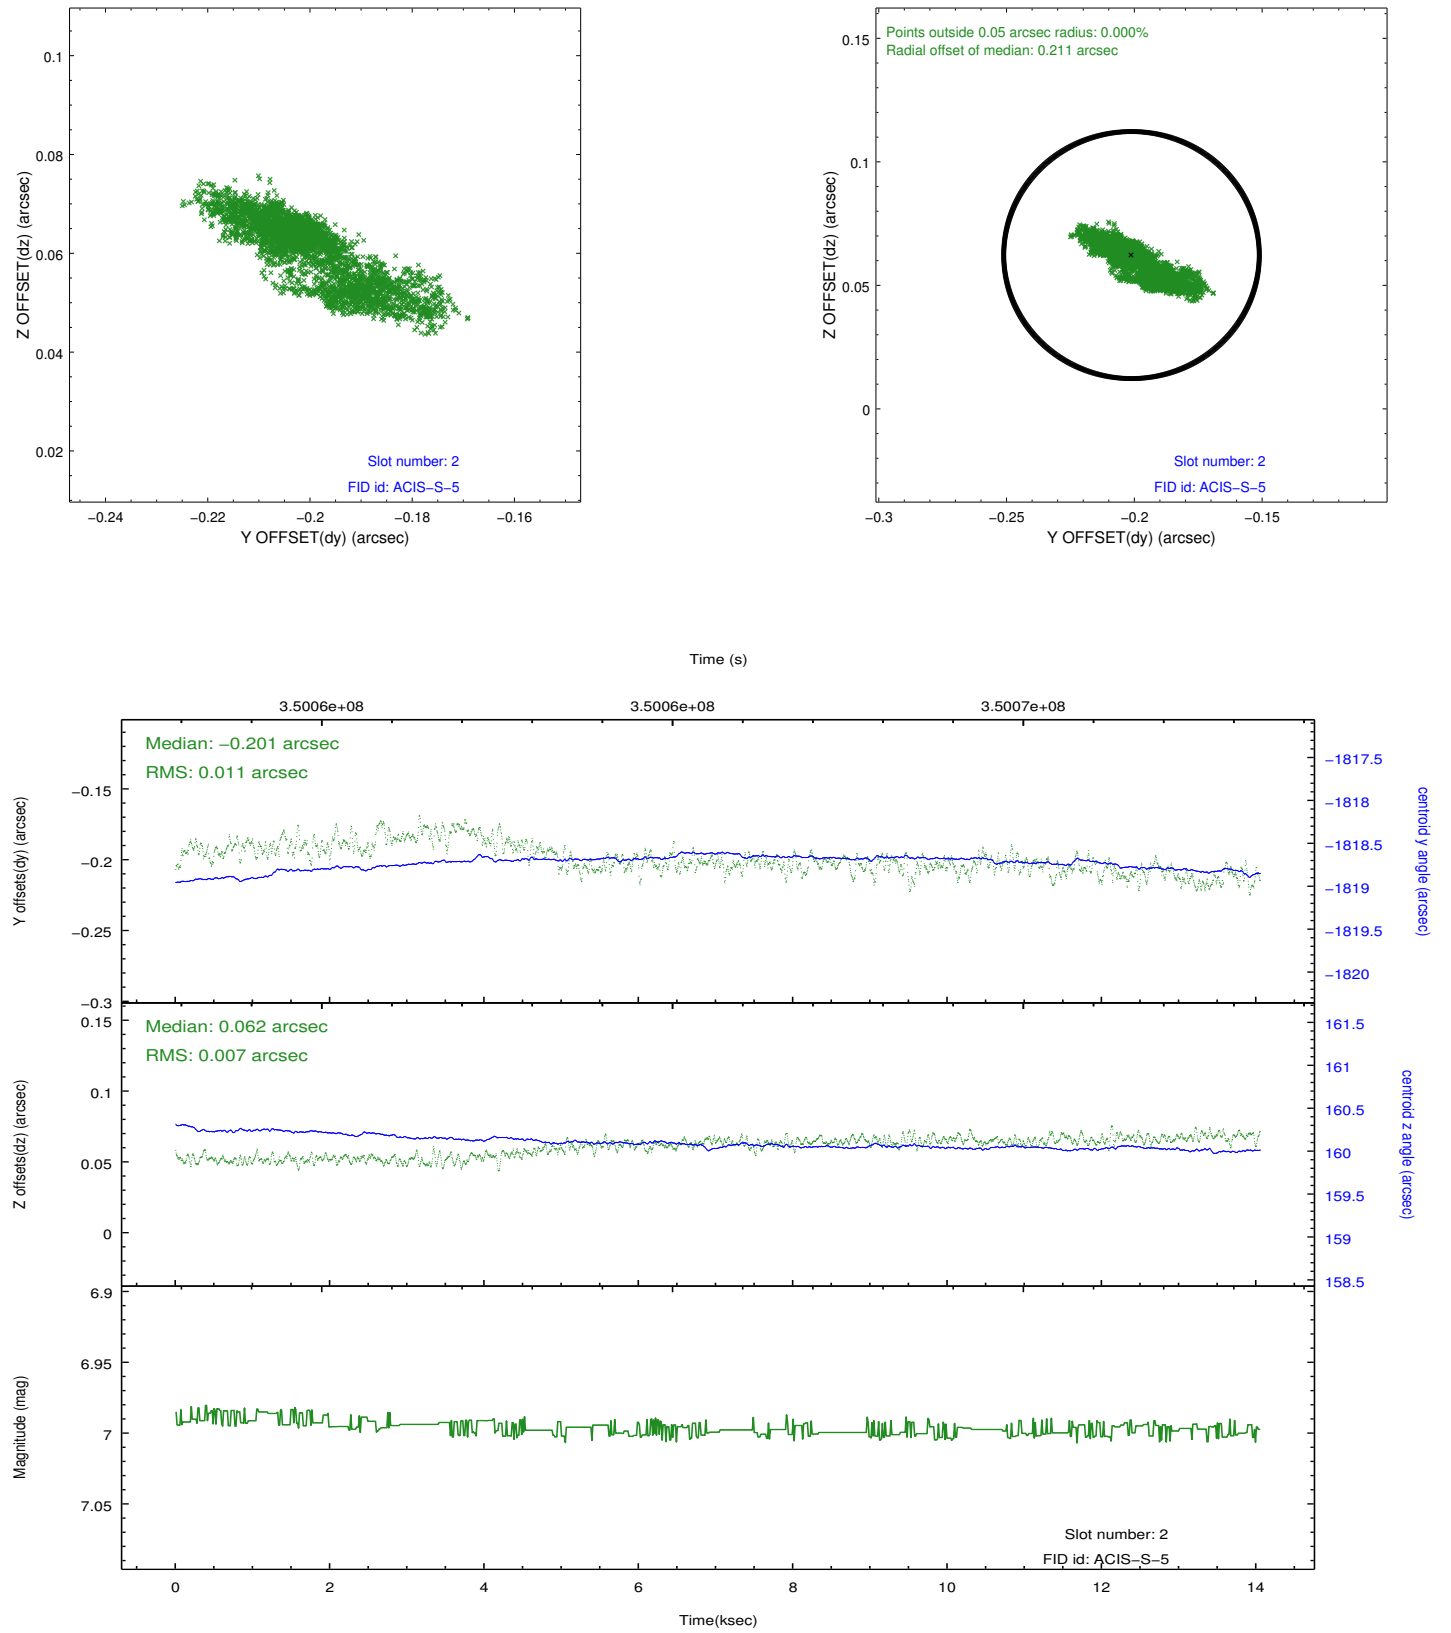 0.1
0.08
0.06
0.04
0.02
Z OFFSET(dz) (arcsec)
Slot number: 2
FID id: ACIS−S−5
−0.24
−0.22
−0.2
−0.18
−0.16
Y OFFSET(dy) (arcsec)
Points outside 0.05 arcsec radius: 0.000%
Radial offset of median: 0.211 arcsec
0.15
0.1
0.05
0
Z OFFSET(dz) (arcsec)
Slot number: 2
FID id: ACIS−S−5
−0.3
−0.25
−0.2
−0.15
Y OFFSET(dy) (arcsec)
Time (s)
3.5006e+08
3.5006e+08
3.5007e+08
Median: −0.201 arcsec
RMS: 0.011 arcsec
−0.15
−0.2
−0.25
−0.3
Y offsets(dy) (arcsec)
−1817.5
−1818
−1818.5
−1819
−1819.5
−1820
centroid y angle (arcsec)
Median: 0.062 arcsec
RMS: 0.007 arcsec
0.15
0.1
0.05
0
Z offsets(dz) (arcsec)
161.5
161
160.5
160
159.5
159
158.5
centroid z angle (arcsec)
6.9
6.95
7
7.05
Magnitude (mag)
Slot number: 2
FID id: ACIS−S−5
0
2
4
6
8
10
12
14
Time(ksec)